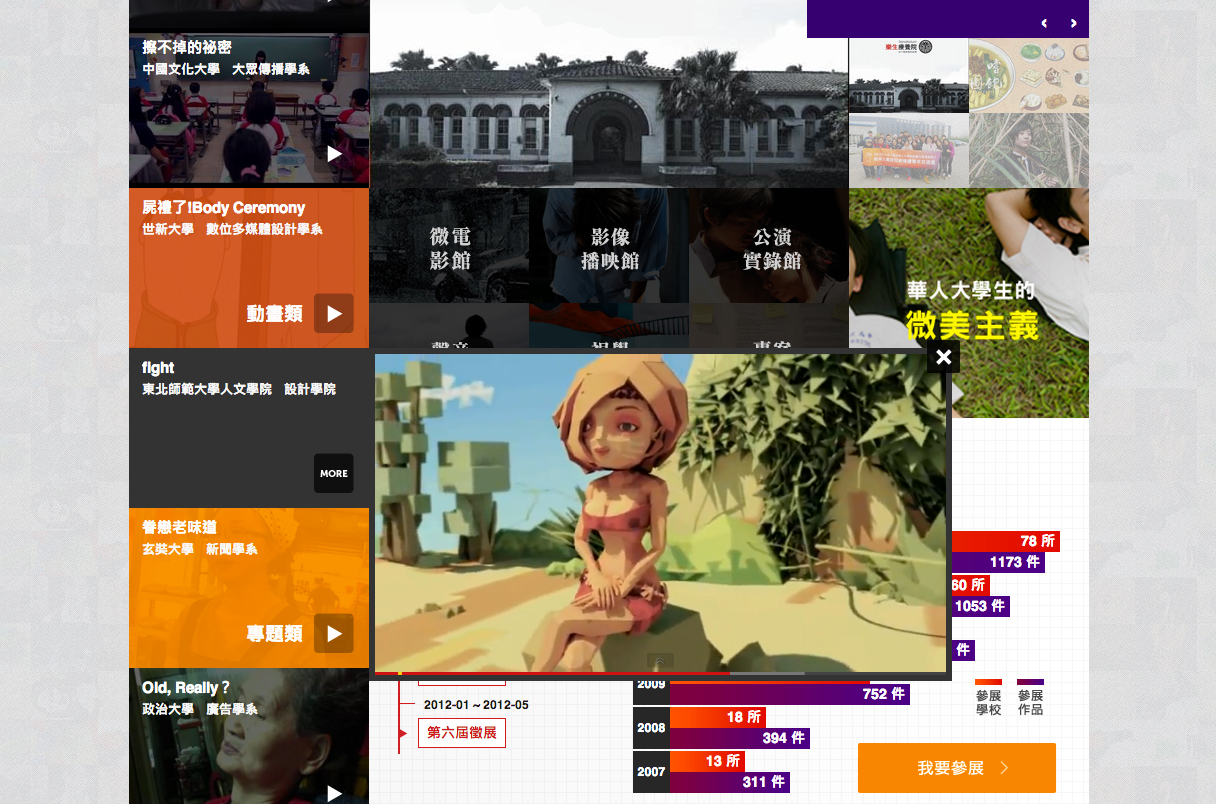 擦不掉的祕密
中國文化大學 大眾傳播學系
樂生療養院
屍禮了!Body Ceremony
世新大學 數位多媒體設計學系
動畫類
微電
影館
影像
播映館
公演
實錄館
華人大學生的
微美主義
fight
東北師範大學人文學院 設計學院
MORE
眷戀老味道
玄奘大學 新聞學系
專題類
Old, Really？
政治大學 廣告學系
78 所
1173 件
60 所
1053 件
件
2009
752 件
2012-01 ~ 2012-05
第六屆徵展
2008
18 所
394 件
2007
13 所
311 件
參展
學校
參展
作品
我要參展